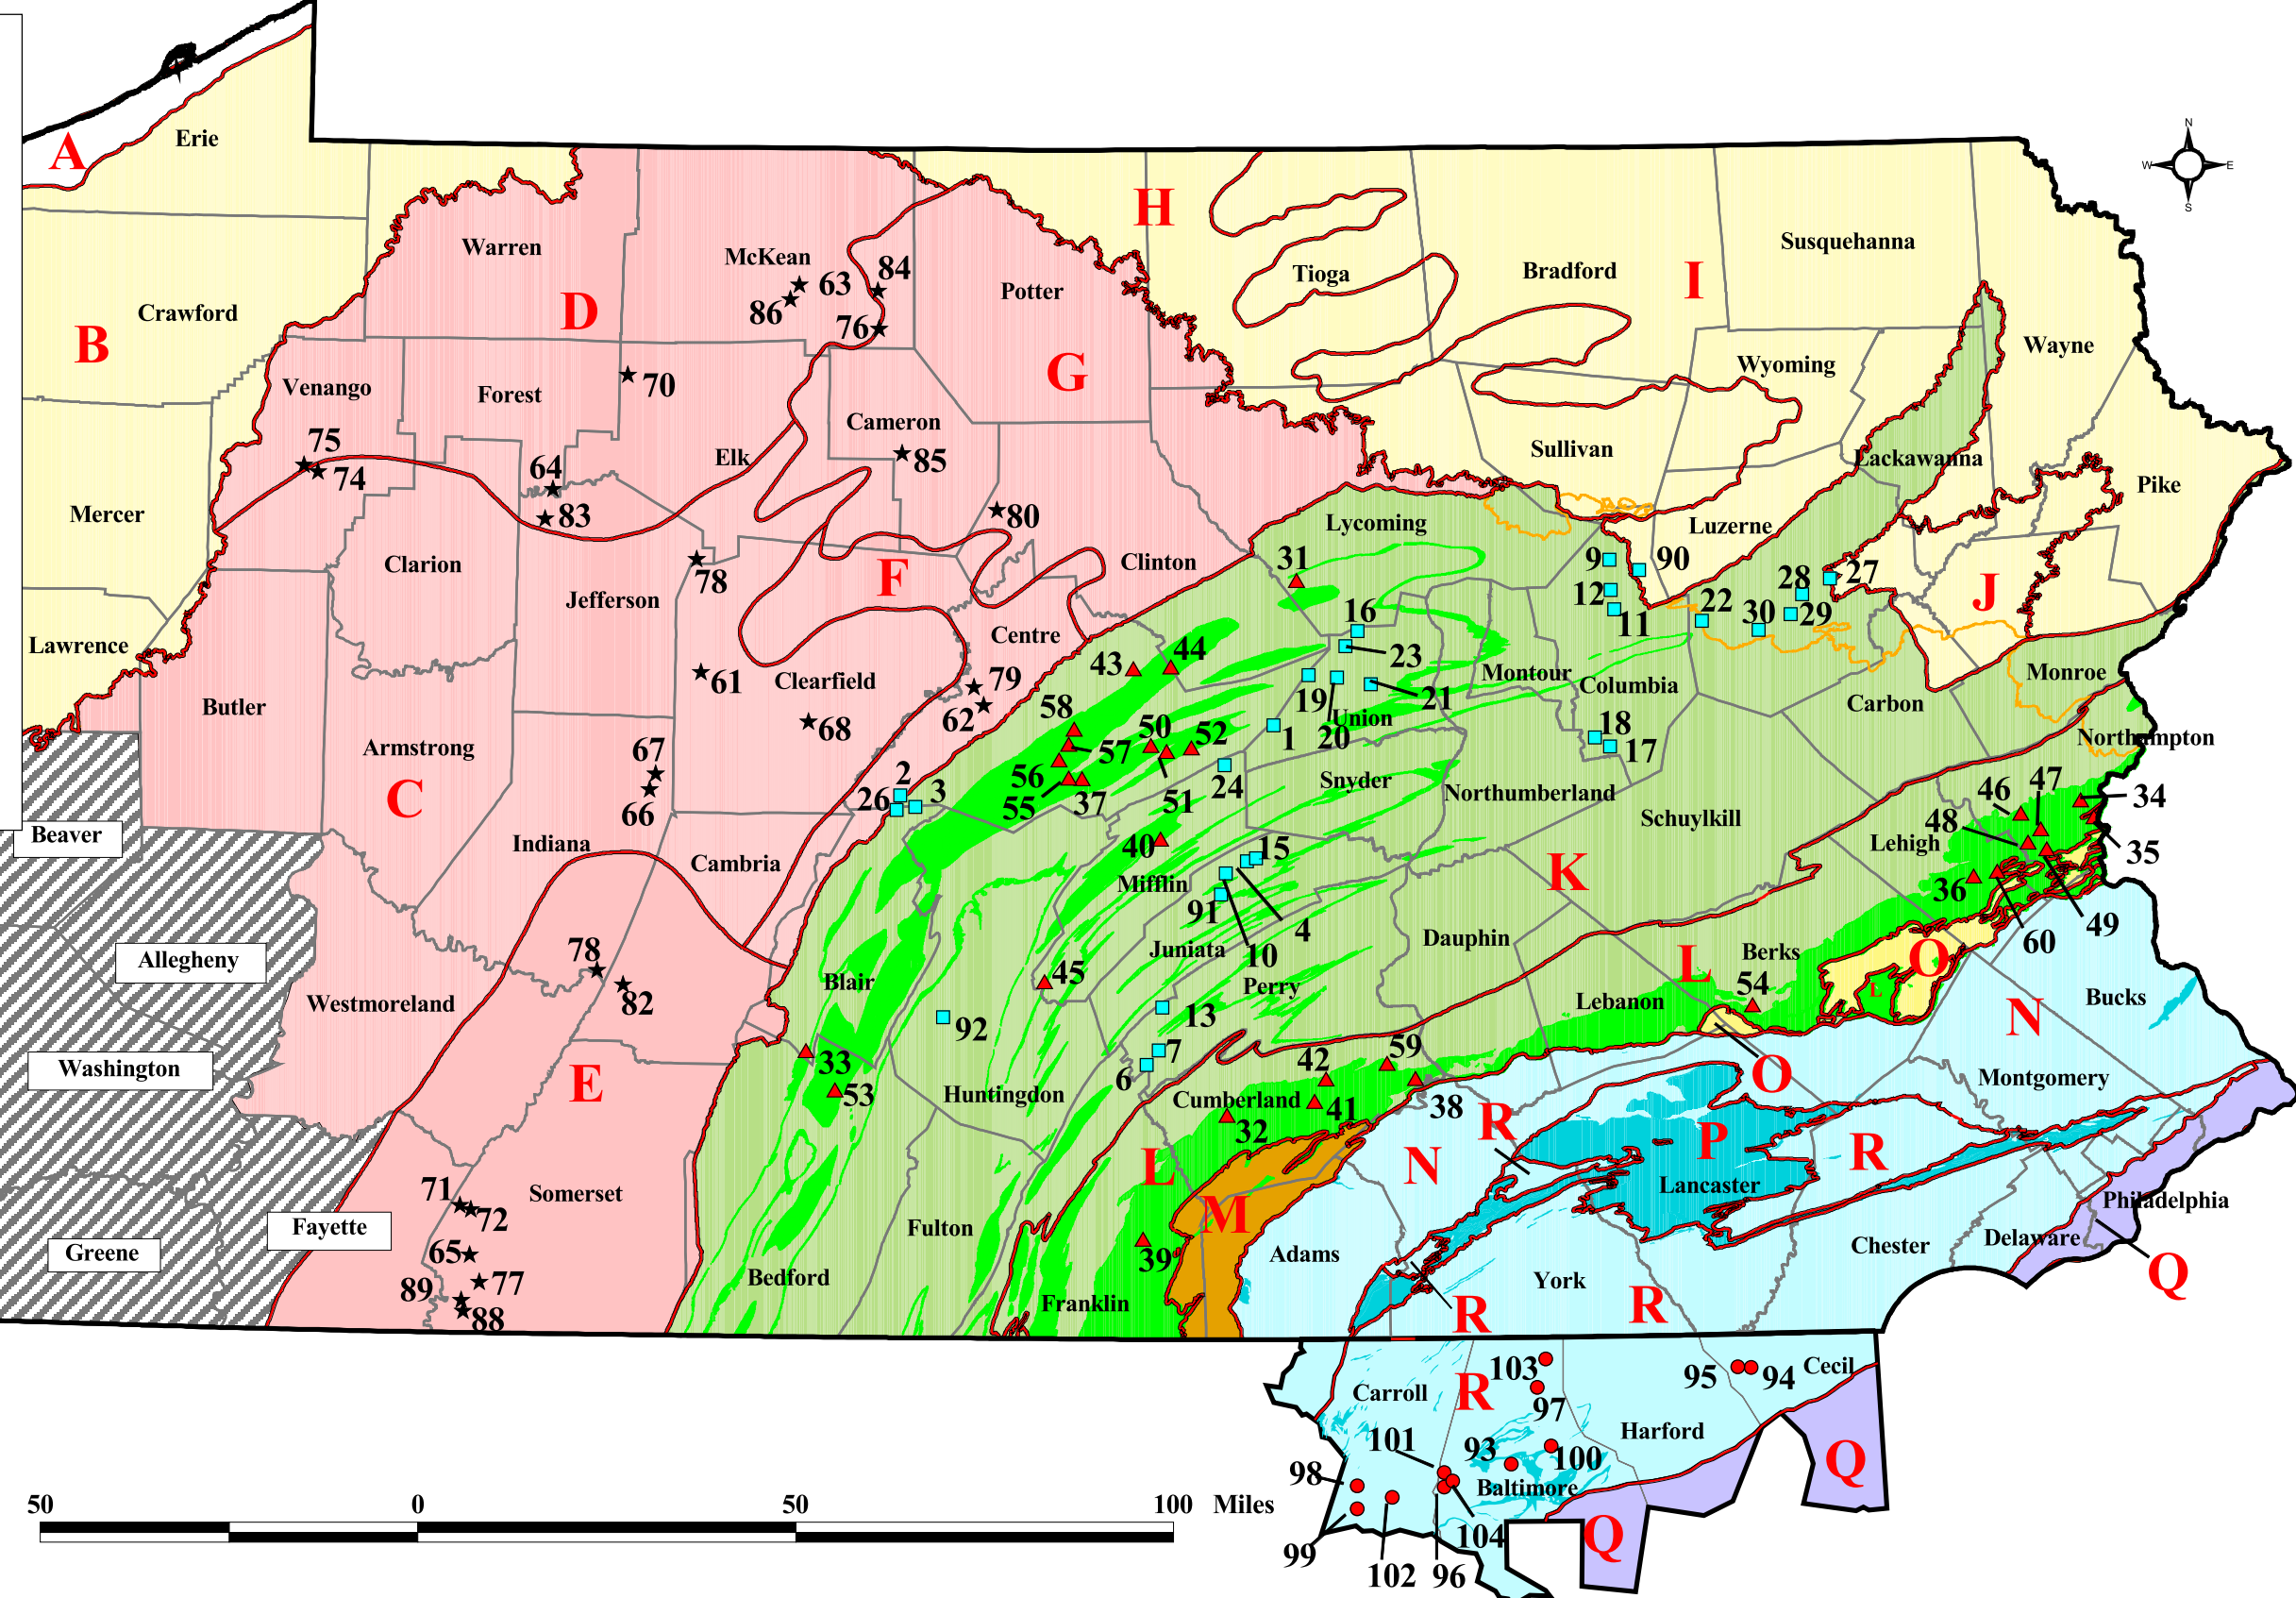 N
W E
S
Erie
A
Susquehanna
H
Warren
McKean
84
Bradford
Tioga
I
63
Potter
86
D
Crawford
76
B
Wayne
G
Wyoming
70
Venango
Forest
Cameron
75
Sullivan
Elk
Lackawanna
85
64
74
Pike
Mercer
83
80
Lycoming
Luzerne
31
9
90
Clarion
Clinton
78
F
28
27
J
Jefferson
12
22
16
30
29
11
Centre
Lawrence
23
43
44
Monroe
Montour
79
61
Clearfield
Columbia
19
21
Carbon
Butler
58
62
Union
68
50
52
1
20
18
Northampton
Armstrong
67
57
17
56
24
Snyder
2
3
47
46
C
26
55
37
51
Northumberland
34
66
Schuylkill
48
Beaver
Indiana
Lehigh
40
15
35
Cambria
K
Mifflin
36
91
49
4
Dauphin
60
78
Juniata
10
L
Berks
O
Allegheny
45
Blair
Perry
54
L
82
Westmoreland
Lebanon
Bucks
13
92
N
7
59
33
42
Washington
6
O
E
Montgomery
53
Huntingdon
Cumberland
41
38
R
32
P
N
R
L
Lancaster
71
Somerset
M
Philadelphia
72
Fayette
Fulton
Delaware
65
39
Adams
Chester
Greene
Q
77
Bedford
York
89
R
R
Franklin
88
103
95
94
Cecil
Carroll
R
97
Harford
101
93
100
98
Q
Baltimore
50 0 50 100 Miles
104
Q
99
102
96